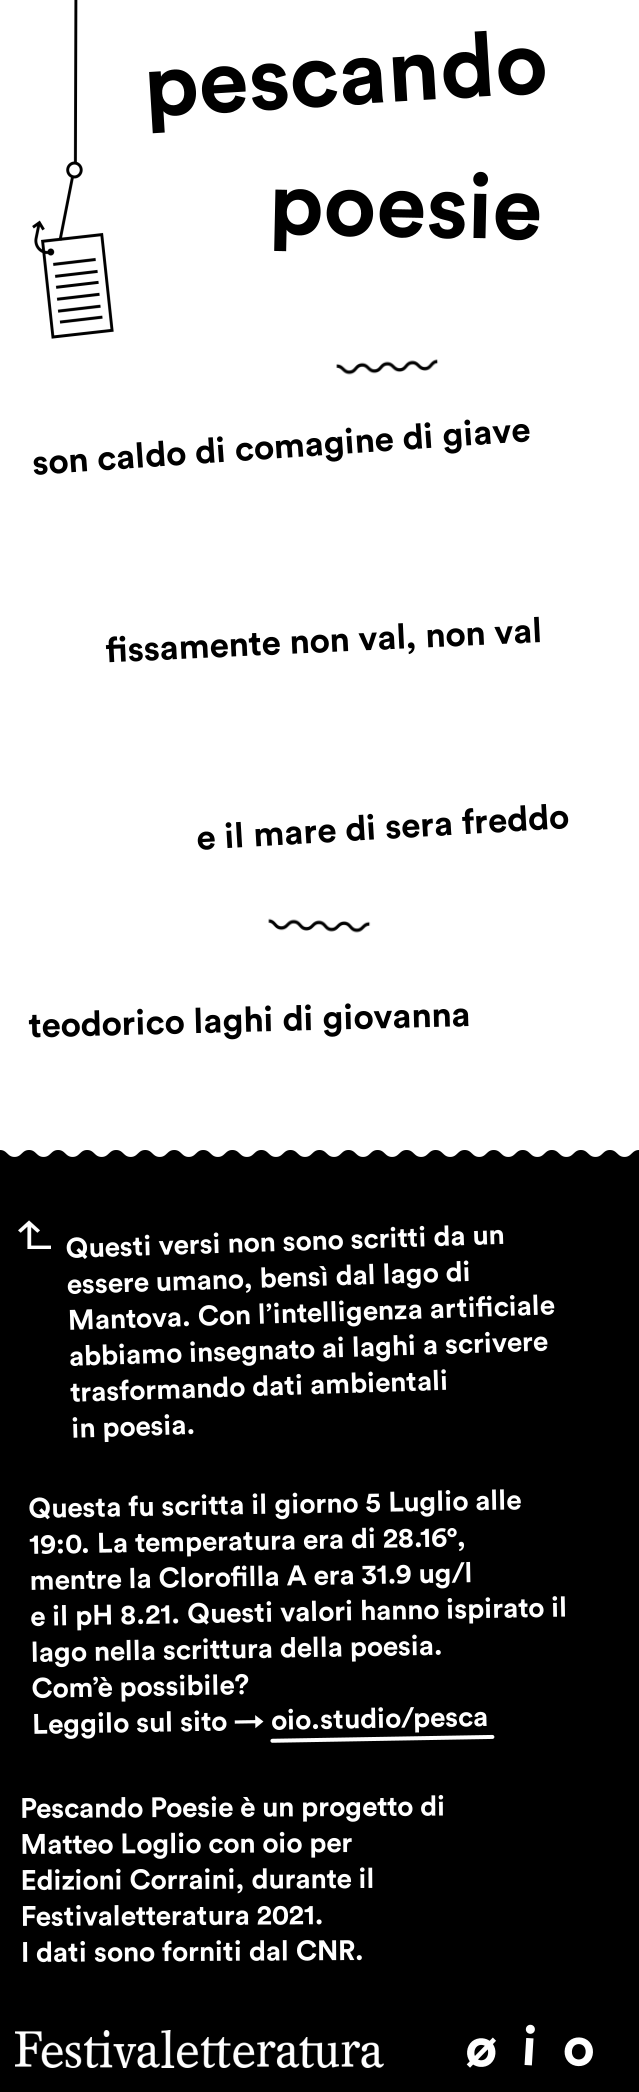 pescando
poesie
son caldo di comagine di giave
fissamente non val, non val
e il mare di sera freddo
teodorico laghi di giovanna
Questi versi non sono scritti da un
essere umano, bensì dal lago di
Mantova. Con l’intelligenza artificiale
abbiamo insegnato ai laghi a scrivere
trasformando dati ambientali
in poesia.
Questa fu scritta il giorno 5 Luglio alle
19:0. La temperatura era di 28.16°,
mentre la Clorofilla A era 31.9 ug/l
e il pH 8.21. Questi valori hanno ispirato il
lago nella scrittura della poesia.
Com’è possibile?
Leggilo sul sito → oio.studio/pesca
Pescando Poesie è un progetto di
Matteo Loglio con oio per
Edizioni Corraini, durante il
Festivaletteratura 2021.
I dati sono forniti dal CNR.
Festivaletteratura ø i o